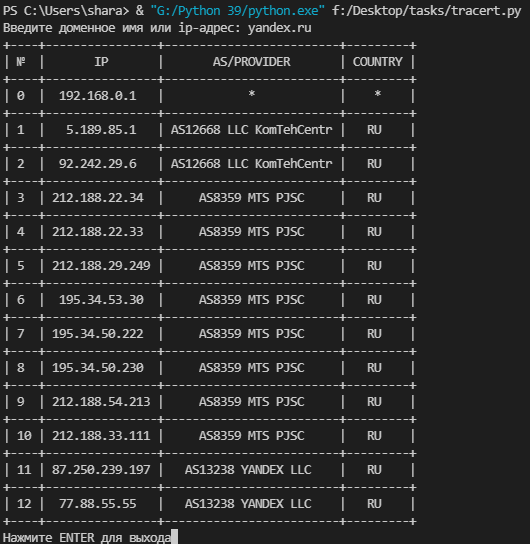 PS C:\Users\shara> & "G:/Python 39/python.exe" f:/Desktop/tasks/tracert.py
Введите доменное имя или ip-адрес: yandex.ru
+----+-----------------+-------------------------+---------+
| № |       IP        |       AS/PROVIDER       | COUNTRY |
+----+-----------------+-------------------------+---------+
| 0  |   192.168.0.1   |            *            |    *    |
+----+-----------------+-------------------------+---------+
| 1  |    5.189.85.1   | AS12668 LLC KomTehCentr |    RU   |
+----+-----------------+-------------------------+---------+
| 2  |   92.242.29.6   | AS12668 LLC KomTehCentr |    RU   |
+----+-----------------+-------------------------+---------+
| 3  |  212.188.22.34  |     AS8359 MTS PJSC     |    RU   |
+----+-----------------+-------------------------+---------+
| 4  |  212.188.22.33  |     AS8359 MTS PJSC     |    RU   |
+----+-----------------+-------------------------+---------+
| 5  |  212.188.29.249 |     AS8359 MTS PJSC     |    RU   |
+----+-----------------+-------------------------+---------+
| 6  |   195.34.53.30  |     AS8359 MTS PJSC     |    RU   |
+----+-----------------+-------------------------+---------+
| 7  |  195.34.50.222  |     AS8359 MTS PJSC     |    RU   |
+----+-----------------+-------------------------+---------+
| 8  |  195.34.50.230  |     AS8359 MTS PJSC     |    RU   |
+----+-----------------+-------------------------+---------+
| 9  |  212.188.54.213 |     AS8359 MTS PJSC     |    RU   |
+----+-----------------+-------------------------+---------+
| 10 |  212.188.33.111 |     AS8359 MTS PJSC     |    RU   |
+----+-----------------+-------------------------+---------+
| 11 |  87.250.239.197 |    AS13238 YANDEX LLC   |    RU   |
+----+-----------------+-------------------------+---------+
| 12 |   77.88.55.55   |    AS13238 YANDEX LLC   |    RU   |
+----+-----------------+-------------------------+---------+
Нажмите ENTER для выхода